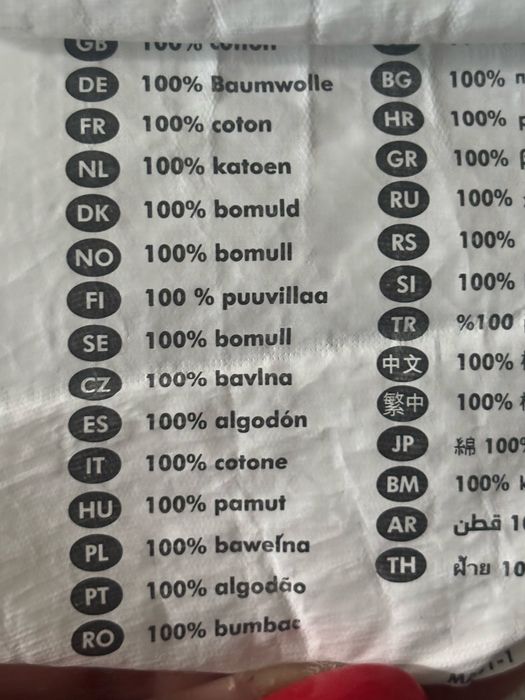 GB 100% cotton
DE 100% Baumwolle
FR 100% coton
NL 100% katoen
DK 100% bomuld
NO 100% bomull
FI 100 % puuvillaa
SE 100% bomull
CZ 100% bavlna
ES 100% algodón
IT 100% cotone
HU 100% pamut
PL 100% bawełna
PT 100% algodão
RO 100% bumbac
BG 100%
HR 100%
GR 100%
RU 100%
RS 100%
SI 100%
TR %100
中文 100%
繁中 100%
JP 綿 100%
BM 100%
AR قطن
TH ฝ้าย